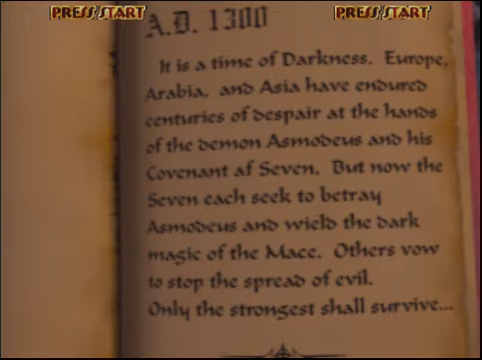 PRESS START PRESS START
A.D. 1300
It is a time of Darkness. Europe,
Arabia, and Asia have endured
centuries of despair at the hands
of the demon Asmodeus and his
Covenant of Seven. But now the
Seven each seek to betray
Asmodeus and wield the dark
magic of the Mace. Others vow
to stop the spread of evil.
Only the strongest shall survive...